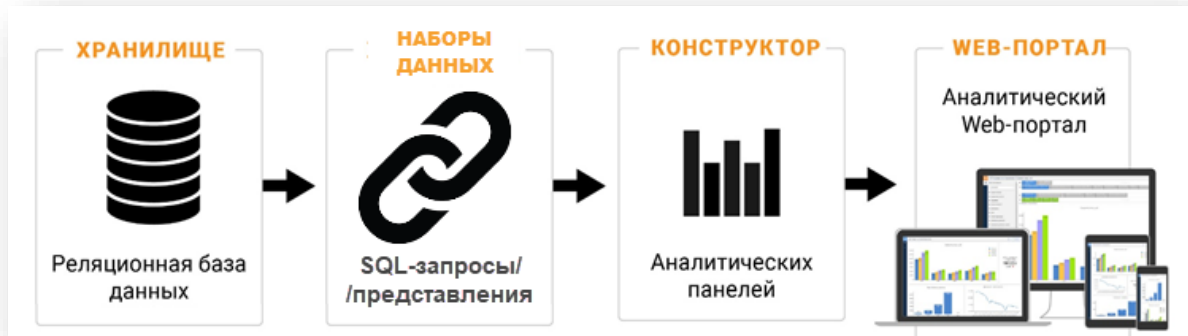 ХРАНИЛИЩЕ
Реляционная база
данных
НАБОРЫ
ДАННЫХ
SQL-запросы/
/представления
КОНСТРУКТОР
Аналитических
панелей
WEB-ПОРТАЛ
Аналитический
Web-портал